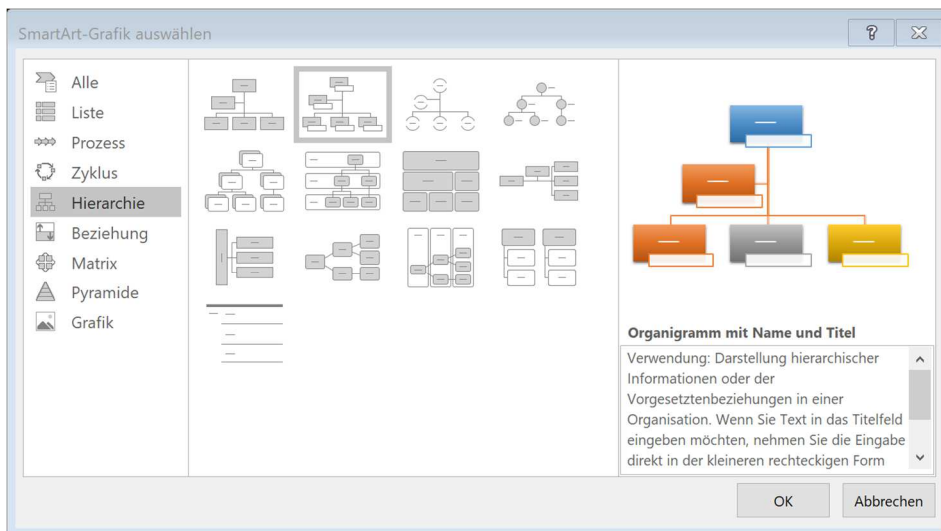 SmartArt-Grafik auswählen
?
Alle
Liste
Prozess
Zyklus
Hierarchie
Beziehung
Matrix
Pyramide
Grafik
Organigramm mit Name und Titel
Verwendung: Darstellung hierarchischer
Informationen oder der
Vorgesetztenbeziehungen in einer
Organisation. Wenn Sie Text in das Titelfeld
eingeben möchten, nehmen Sie die Eingabe
direkt in der kleineren rechteckigen Form
OK
Abbrechen